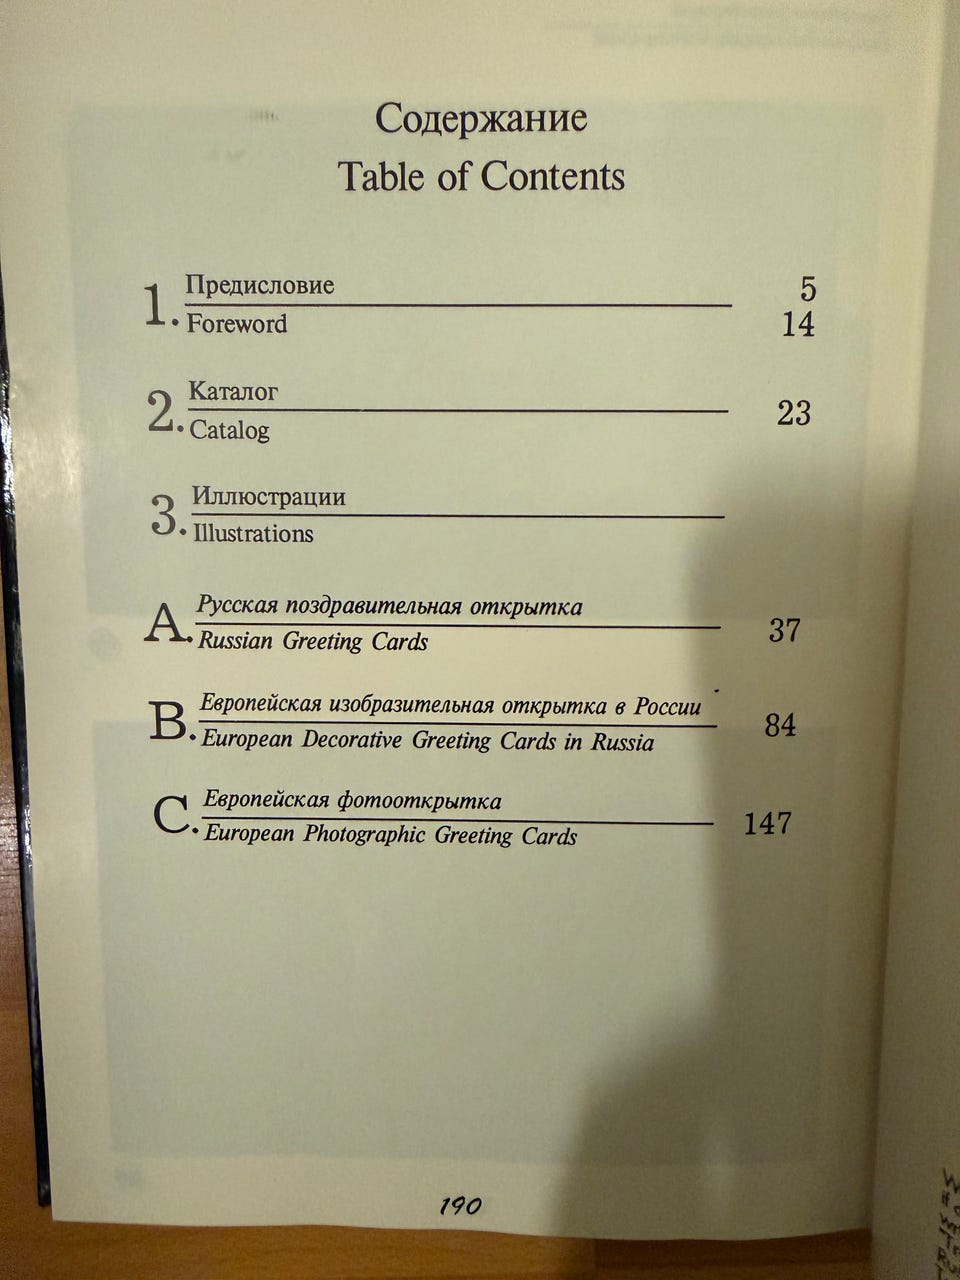 Содержание
Table of Contents
1. Предисловие 5
Foreword 14
2. Каталог 23
Catalog
3. Иллюстрации
Illustrations
A. Русская поздравительная открытка 37
Russian Greeting Cards
B. Европейская изобразительная открытка в России 84
European Decorative Greeting Cards in Russia
C. Европейская фотооткрытка 147
European Photographic Greeting Cards
190